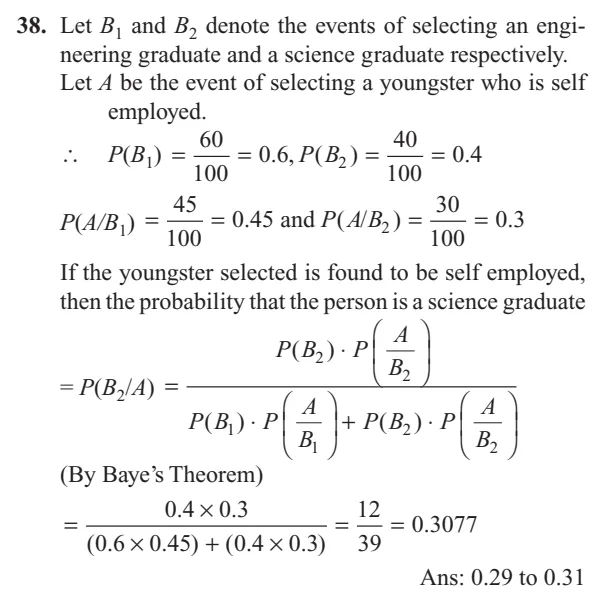 38. Let B₁ and B₂ denote the events of selecting an engi-
neering graduate and a science graduate respectively.
Let A be the event of selecting a youngster who is self
employed.
∴ P(B₁) = 60/100 = 0.6, P(B₂) = 40/100 = 0.4
P(A/B₁) = 45/100 = 0.45 and P(A/B₂) = 30/100 = 0.3
If the youngster selected is found to be self employed,
then the probability that the person is a science graduate
= P(B₂/A) = (P(B₂) · P(A/B₂)) / (P(B₁) · P(A/B₁) + P(B₂) · P(A/B₂))
(By Baye’s Theorem)
= (0.4 × 0.3) / ((0.6 × 0.45) + (0.4 × 0.3)) = 12/39 = 0.3077
Ans: 0.29 to 0.31